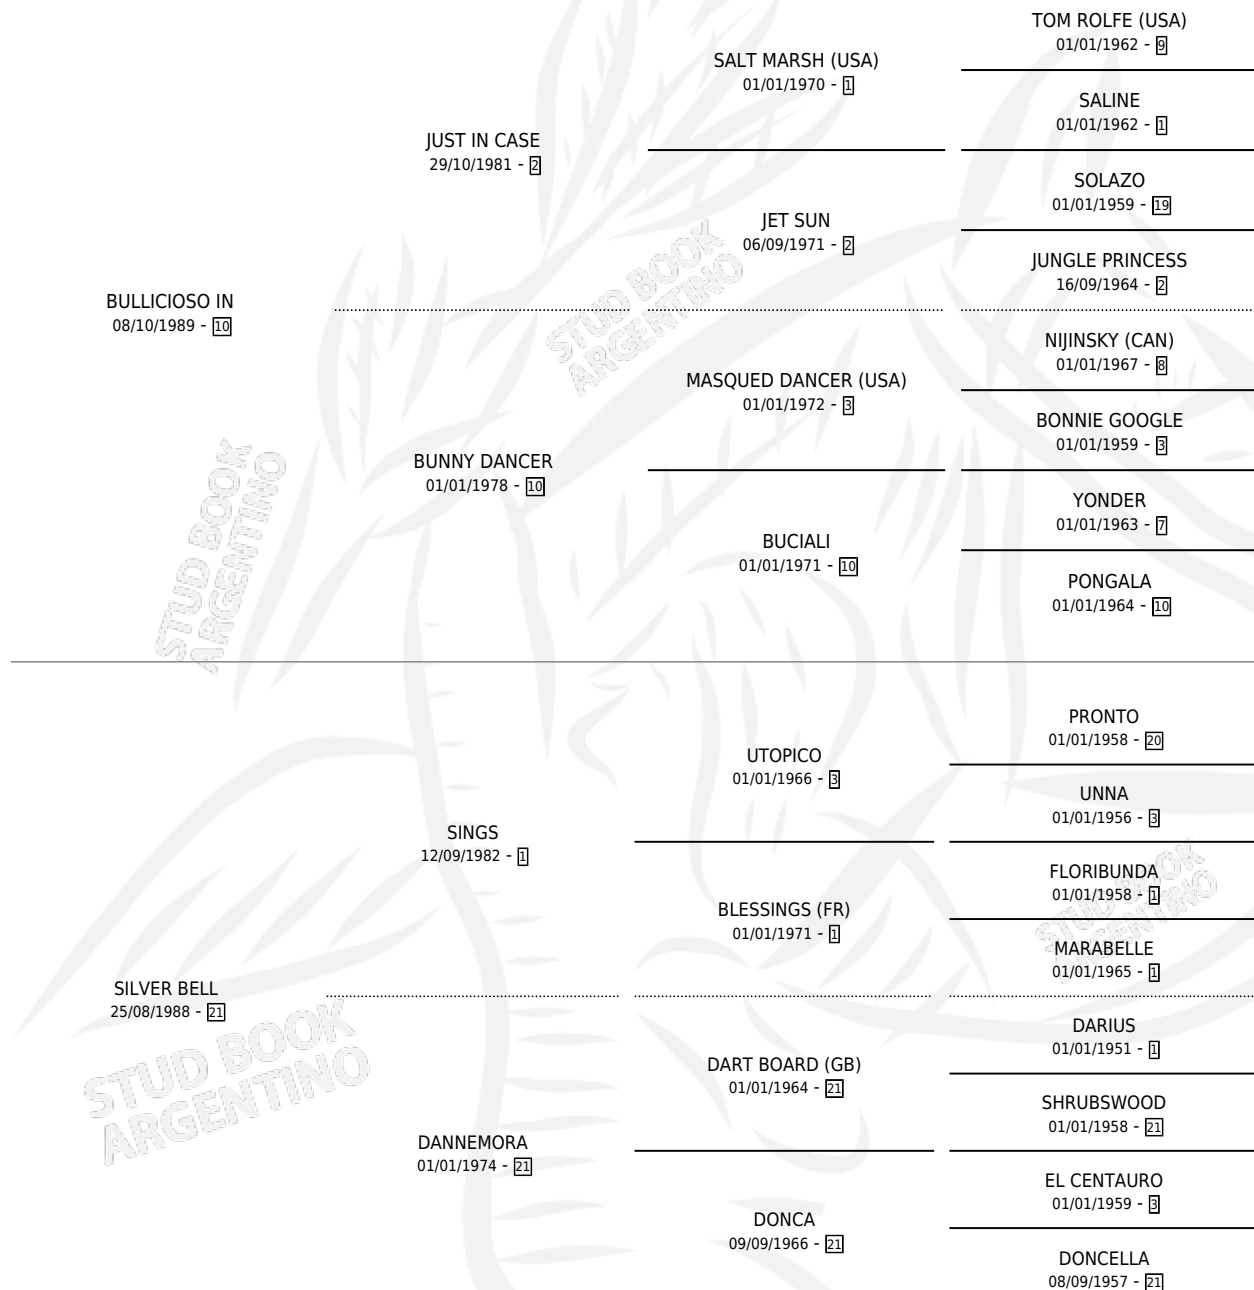 TOM ROLFE (USA)
01/01/1962 - 9
SALT MARSH (USA)
01/01/1970 - 1
SALINE
01/01/1962 - 1
JUST IN CASE
29/10/1981 - 2
SOLAZO
01/01/1959 - 19
JET SUN
06/09/1971 - 2
JUNGLE PRINCESS
16/09/1964 - 2
BULLICIOSO IN
08/10/1989 - 10
NIJINSKY (CAN)
01/01/1967 - 8
MASQUED DANCER (USA)
01/01/1972 - 3
BONNIE GOOGLE
01/01/1959 - 3
BUNNY DANCER
01/01/1978 - 10
YONDER
01/01/1963 - 7
BUCIALI
01/01/1971 - 10
PONGALA
01/01/1964 - 10
STUD BOOK
ARGENTINO
STUD BOOK
ARGENTINO
PRONTO
01/01/1958 - 20
UTOPICO
01/01/1966 - 3
UNNA
01/01/1956 - 3
SINGS
12/09/1982 - 1
FLORIBUNDA
01/01/1958 - 1
BLESSINGS (FR)
01/01/1971 - 1
MARABELLE
01/01/1965 - 1
SILVER BELL
25/08/1988 - 21
DARIUS
01/01/1951 - 1
DART BOARD (GB)
01/01/1964 - 21
SHRUBSWOOD
01/01/1958 - 21
DANNEMORA
01/01/1974 - 21
EL CENTAURO
01/01/1959 - 3
DONCA
09/09/1966 - 21
DONCELLA
08/09/1957 - 21
STUD BOOK
ARGENTINO
STUD BOOK
ARGENTINO